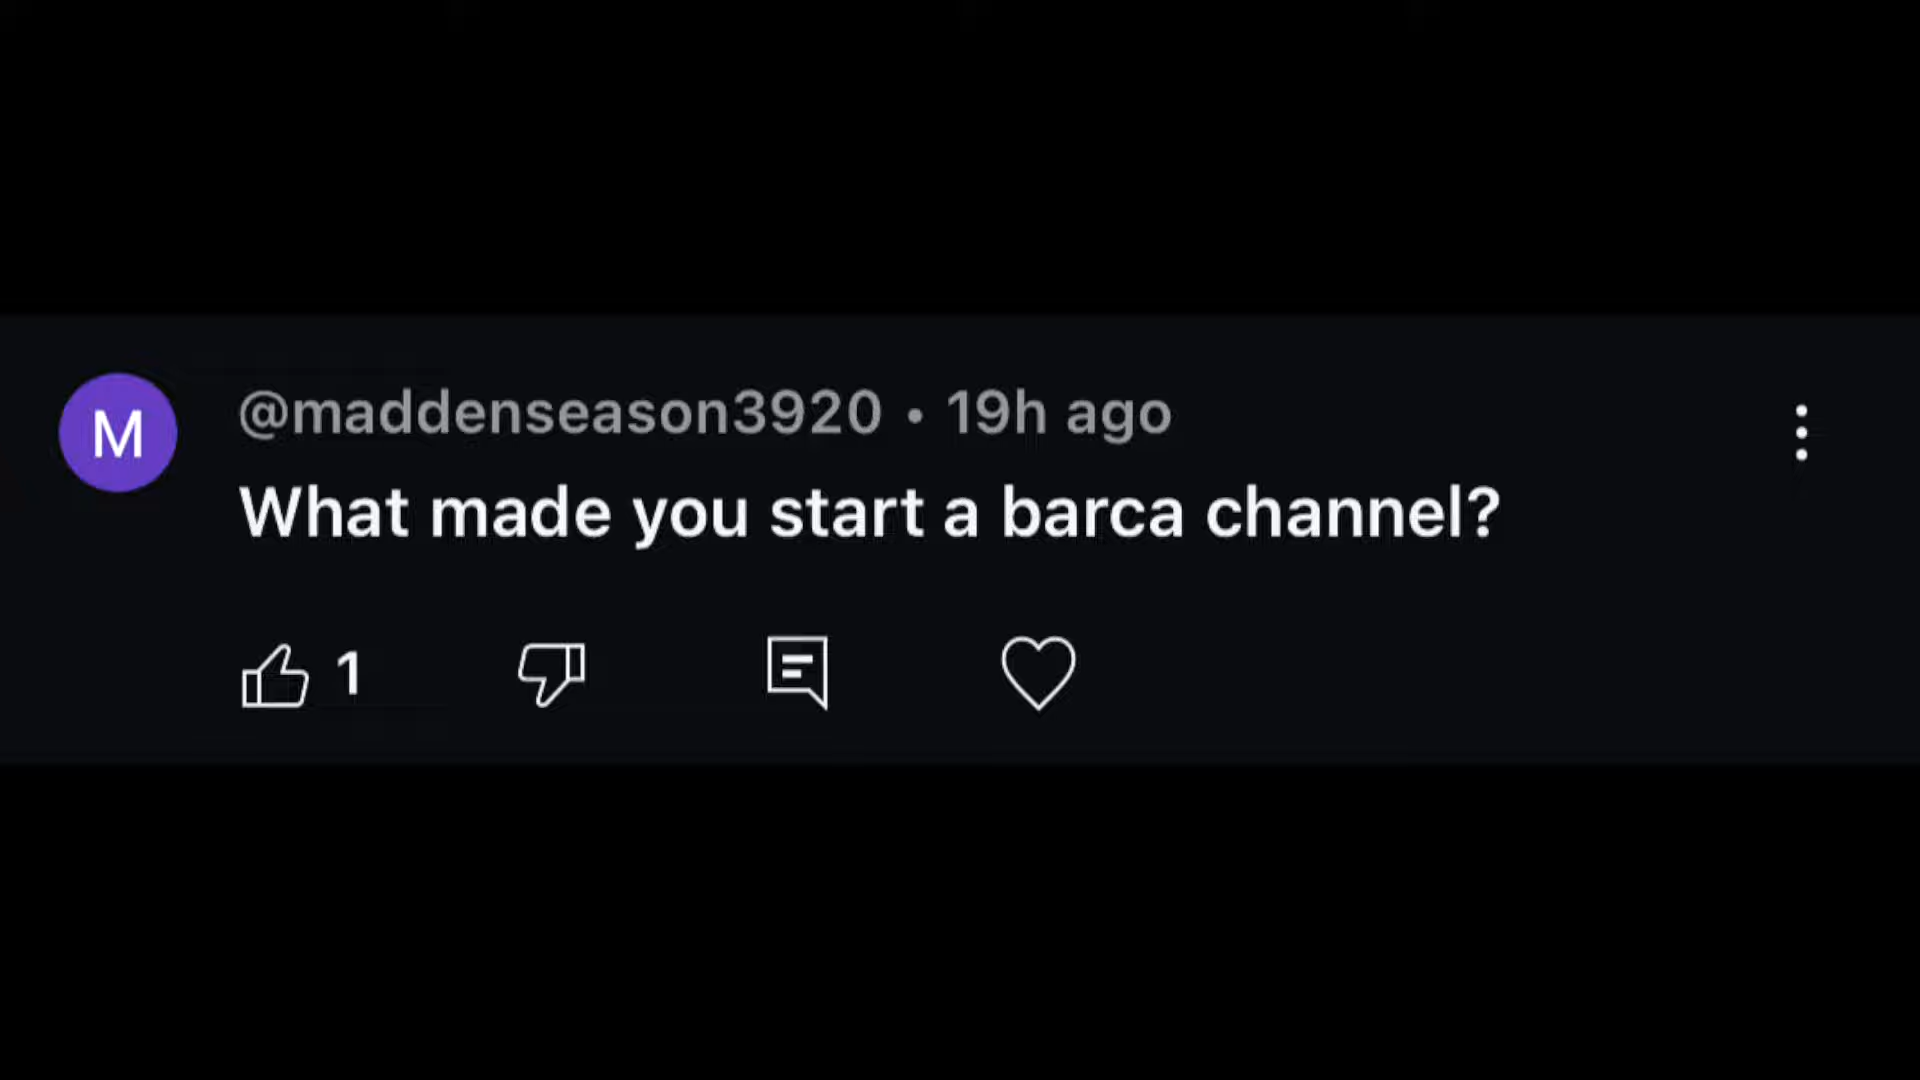 M
@maddenseason3920 • 19h ago
What made you start a barca channel?
1